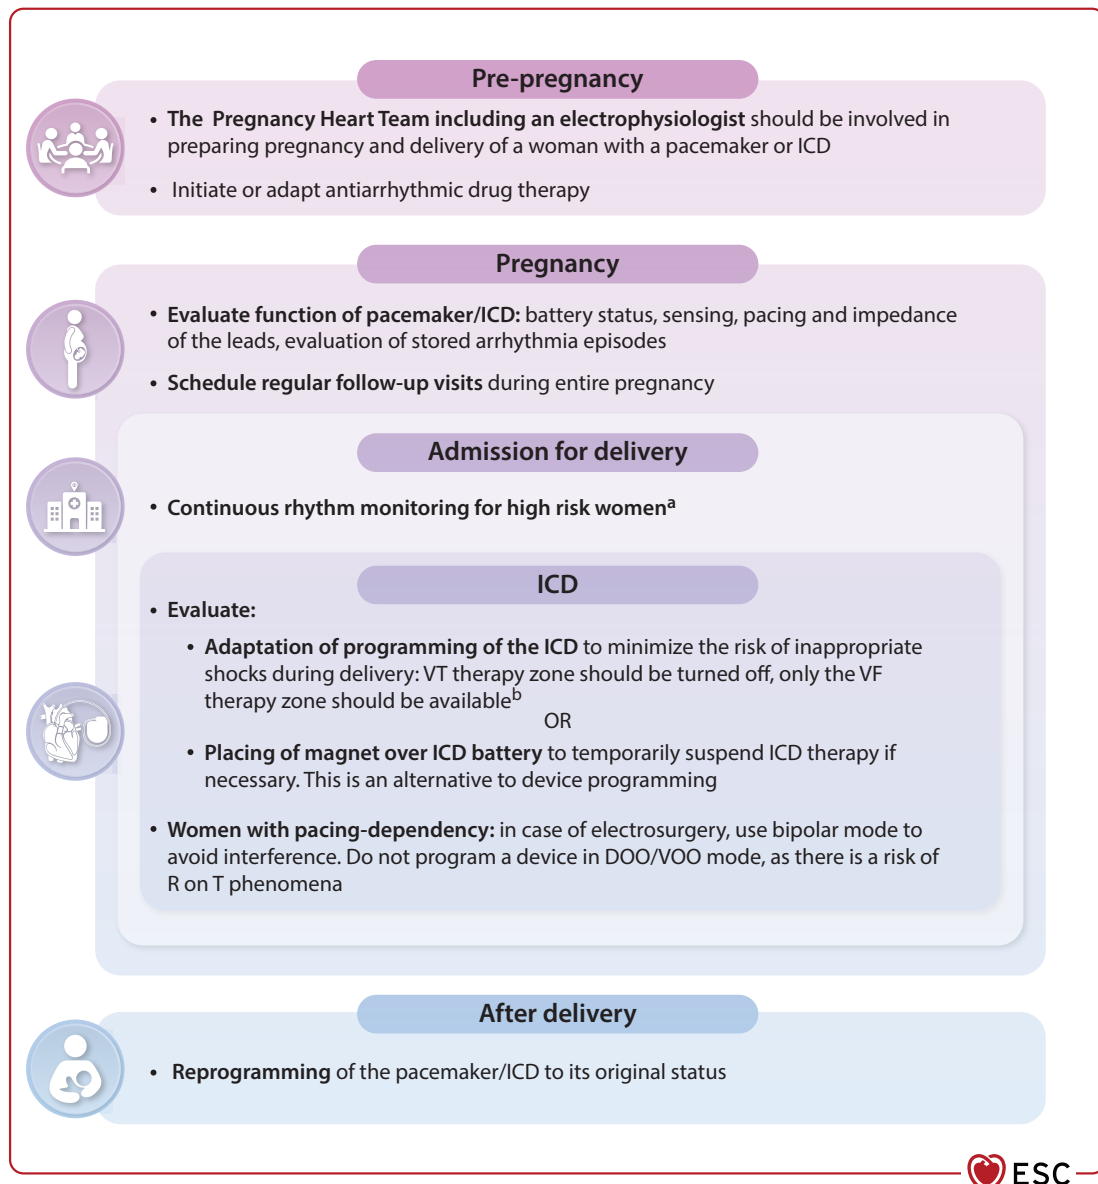 Pre-pregnancy
• The Pregnancy Heart Team including an electrophysiologist should be involved in
preparing pregnancy and delivery of a woman with a pacemaker or ICD
• Initiate or adapt antiarrhythmic drug therapy
Pregnancy
• Evaluate function of pacemaker/ICD: battery status, sensing, pacing and impedance
of the leads, evaluation of stored arrhythmia episodes
• Schedule regular follow-up visits during entire pregnancy
Admission for delivery
• Continuous rhythm monitoring for high risk womenᵃ
ICD
• Evaluate:
• Adaptation of programming of the ICD to minimize the risk of inappropriate
shocks during delivery: VT therapy zone should be turned off, only the VF
therapy zone should be availableᵇ
OR
• Placing of magnet over ICD battery to temporarily suspend ICD therapy if
necessary. This is an alternative to device programming
• Women with pacing-dependency: in case of electrosurgery, use bipolar mode to
avoid interference. Do not program a device in DOO/VOO mode, as there is a risk of
R on T phenomena
After delivery
• Reprogramming of the pacemaker/ICD to its original status
ESC